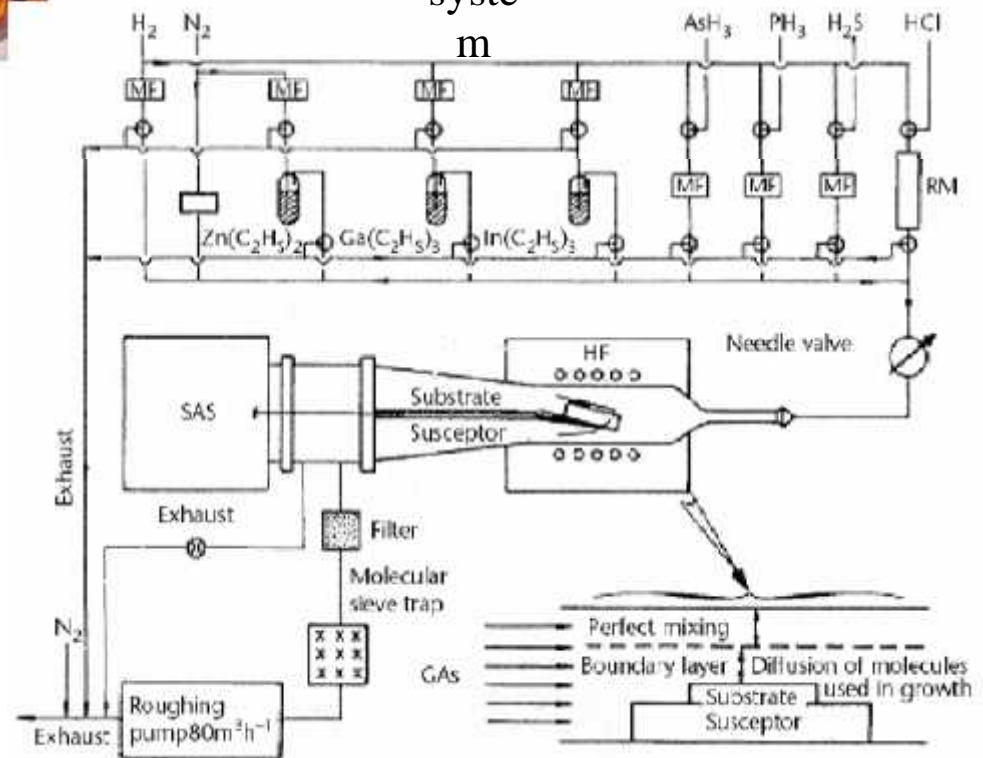 syste
m
H₂ N₂ AsH₃ PH₃ H₂S HCl
MF MF MF MF
MF MF MF RM
Zn(C₂H₅)₂ Ga(C₂H₅)₃ In(C₂H₅)₃
Needle valve
HF
SAS
Substrate
Susceptor
Exhaust
Exhaust
Filter
Molecular
sieve trap
N₂
Perfect mixing
GAs
Boundary layer
Diffusion of molecules
used in growth
Substrate
Susceptor
Roughing
pump80m³h⁻¹
Exhaust